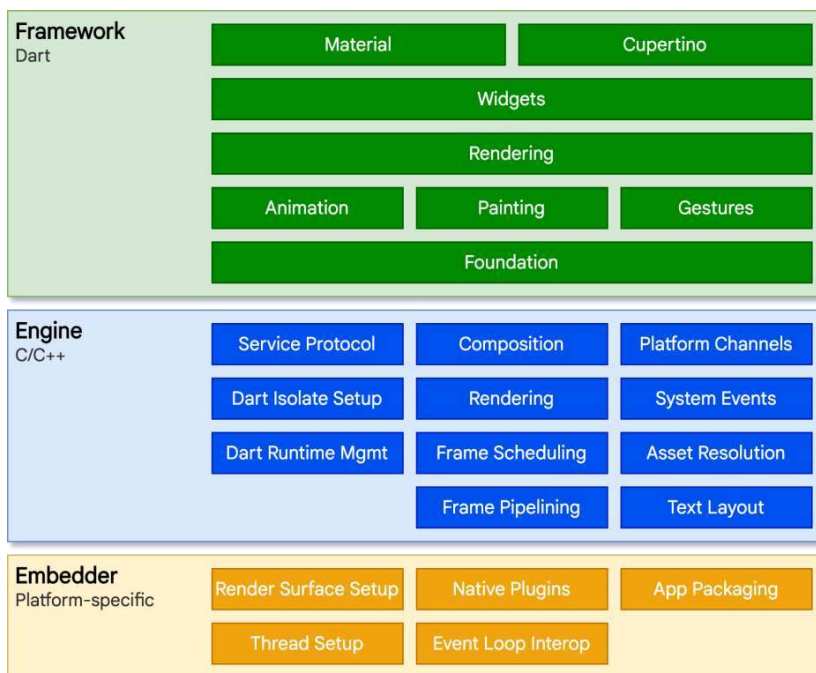 Framework
Dart
Material
Cupertino
Widgets
Rendering
Animation
Painting
Gestures
Foundation
Engine
C/C++
Service Protocol
Composition
Platform Channels
Dart Isolate Setup
Rendering
System Events
Dart Runtime Mgmt
Frame Scheduling
Asset Resolution
Frame Pipelining
Text Layout
Embedder
Platform-specific
Render Surface Setup
Native Plugins
App Packaging
Thread Setup
Event Loop Interop